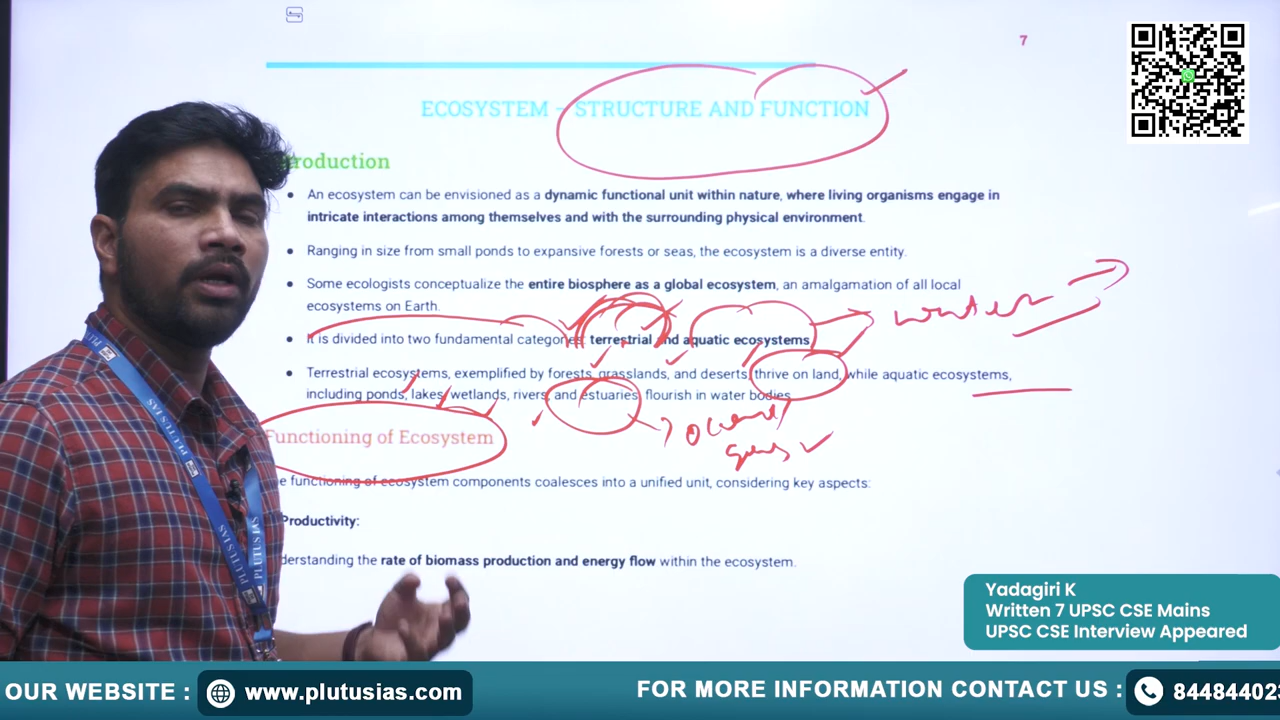 7
ECOSYSTEM – STRUCTURE AND FUNCTION
troduction
• An ecosystem can be envisioned as a dynamic functional unit within nature, where living organisms engage in
intricate interactions among themselves and with the surrounding physical environment.
• Ranging in size from small ponds to expansive forests or seas, the ecosystem is a diverse entity.
• Some ecologists conceptualize the entire biosphere as a global ecosystem, an amalgamation of all local
ecosystems on Earth.
• It is divided into two fundamental categories: terrestrial and aquatic ecosystems
water
• Terrestrial ecosystems, exemplified by forests, grasslands, and deserts, thrive on land, while aquatic ecosystems,
including ponds, lakes, wetlands, rivers, and estuaries, flourish in water bodies.
Functioning of Ecosystem
e functioning of ecosystem components coalesces into a unified unit, considering key aspects:
Productivity:
derstanding the rate of biomass production and energy flow within the ecosystem.
PLUTUS IAS
PLUTUS IAS
Yadagiri K
Written 7 UPSC CSE Mains
UPSC CSE Interview Appeared
OUR WEBSITE : www.plutusias.com FOR MORE INFORMATION CONTACT US : 844844023